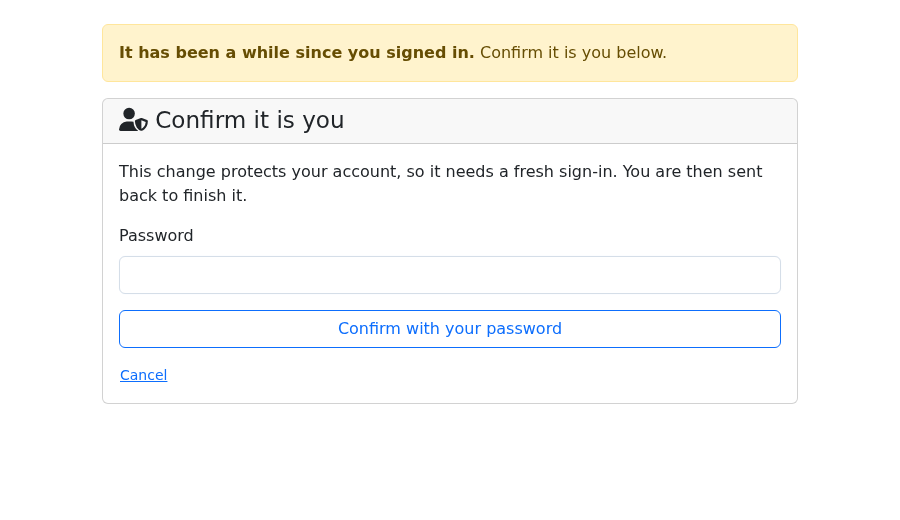 It has been a while since you signed in. Confirm it is you below.
Confirm it is you
This change protects your account, so it needs a fresh sign-in. You are then sent
back to finish it.
Password
Confirm with your password
Cancel